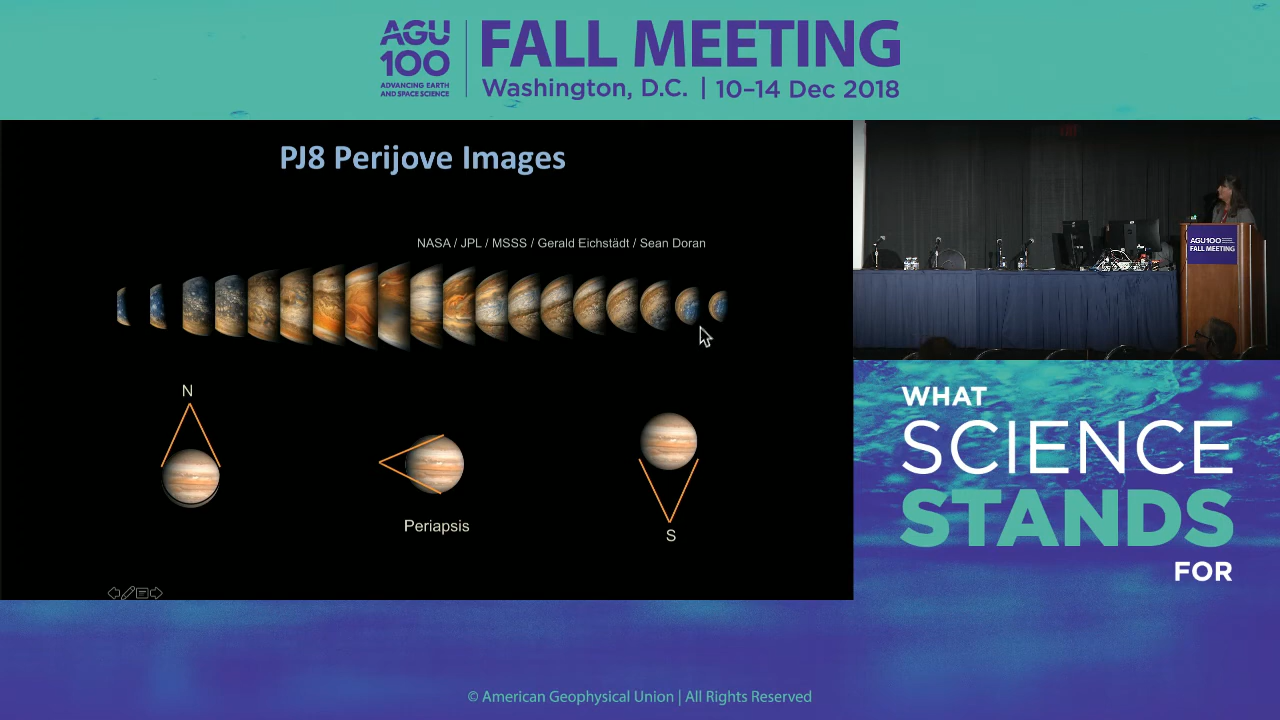 AGU
100
ADVANCING EARTH
AND SPACE SCIENCE
FALL MEETING
Washington, D.C. | 10–14 Dec 2018
PJ8 Perijove Images
NASA / JPL / MSSS / Gerald Eichstädt / Sean Doran
N
Periapsis
S
AGU100
FALL MEETING
WHAT
SCIENCE
STANDS
FOR
© American Geophysical Union | All Rights Reserved